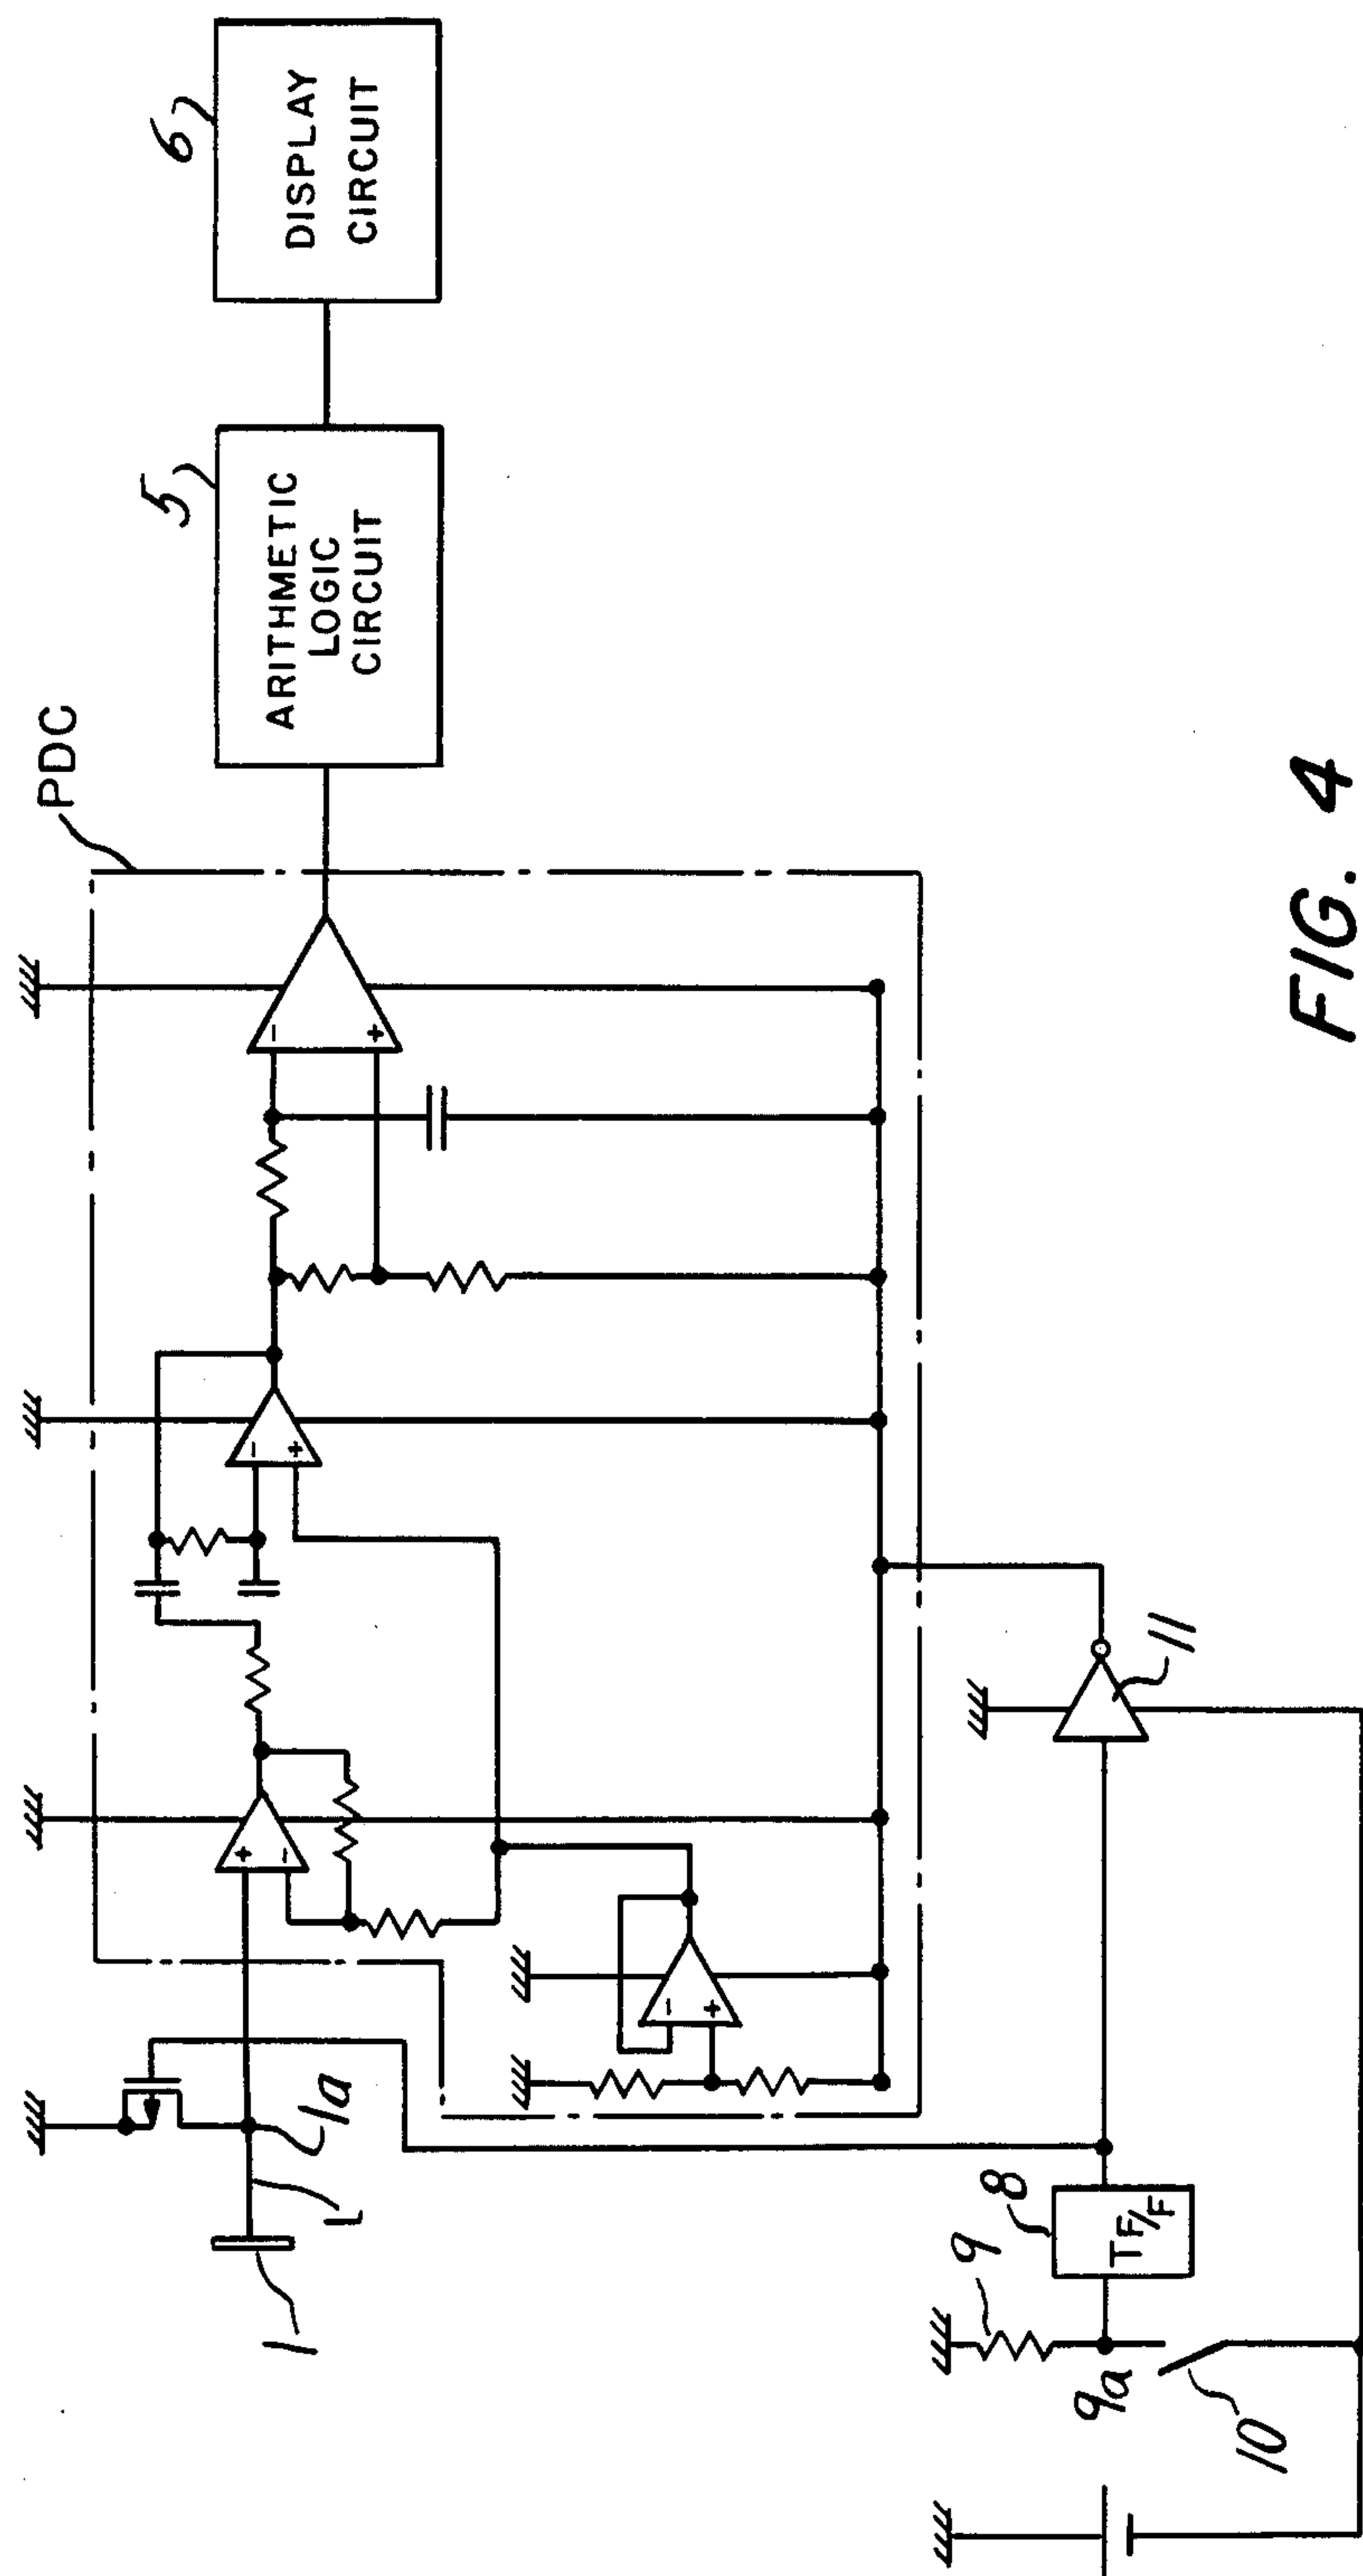 PDC
5
ARITHMETIC
LOGIC
CIRCUIT
6
DISPLAY
CIRCUIT
1
L
1a
-
+
-
+
+
-
-
+
9
9a
10
8
TF/F
11
FIG. 4